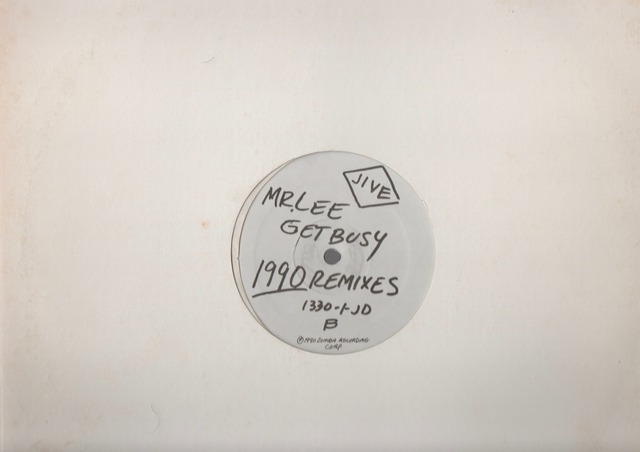 JIVE
MR.LEE
GET BUSY
1990 REMIXES
1330-1-JD
B
℗ 1990 ZOMBA RECORDING
CORP